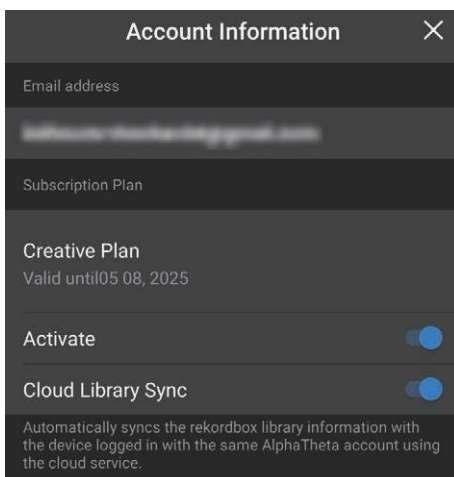 Account Information
Email address
Subscription Plan
Creative Plan
Valid until05 08, 2025
Activate
Cloud Library Sync
Automatically syncs the rekordbox library information with
the device logged in with the same AlphaTheta account using
the cloud service.